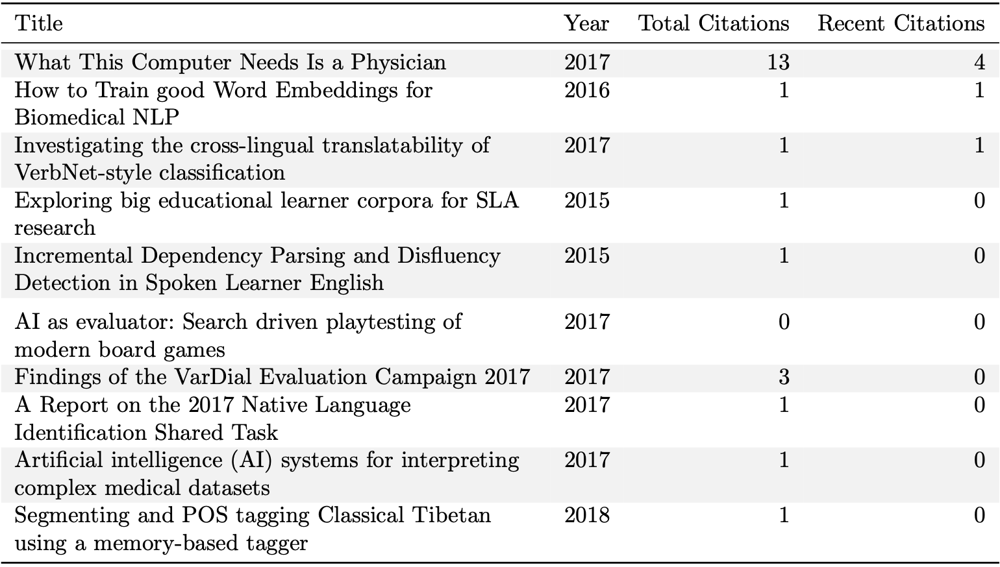 Title Year Total Citations Recent Citations
What This Computer Needs Is a Physician 2017 13 4
How to Train good Word Embeddings for 2016 1 1
Biomedical NLP
Investigating the cross-lingual translatability of 2017 1 1
VerbNet-style classification
Exploring big educational learner corpora for SLA 2015 1 0
research
Incremental Dependency Parsing and Disfluency 2015 1 0
Detection in Spoken Learner English
AI as evaluator: Search driven playtesting of 2017 0 0
modern board games
Findings of the VarDial Evaluation Campaign 2017 2017 3 0
A Report on the 2017 Native Language 2017 1 0
Identification Shared Task
Artificial intelligence (AI) systems for interpreting 2017 1 0
complex medical datasets
Segmenting and POS tagging Classical Tibetan 2018 1 0
using a memory-based tagger